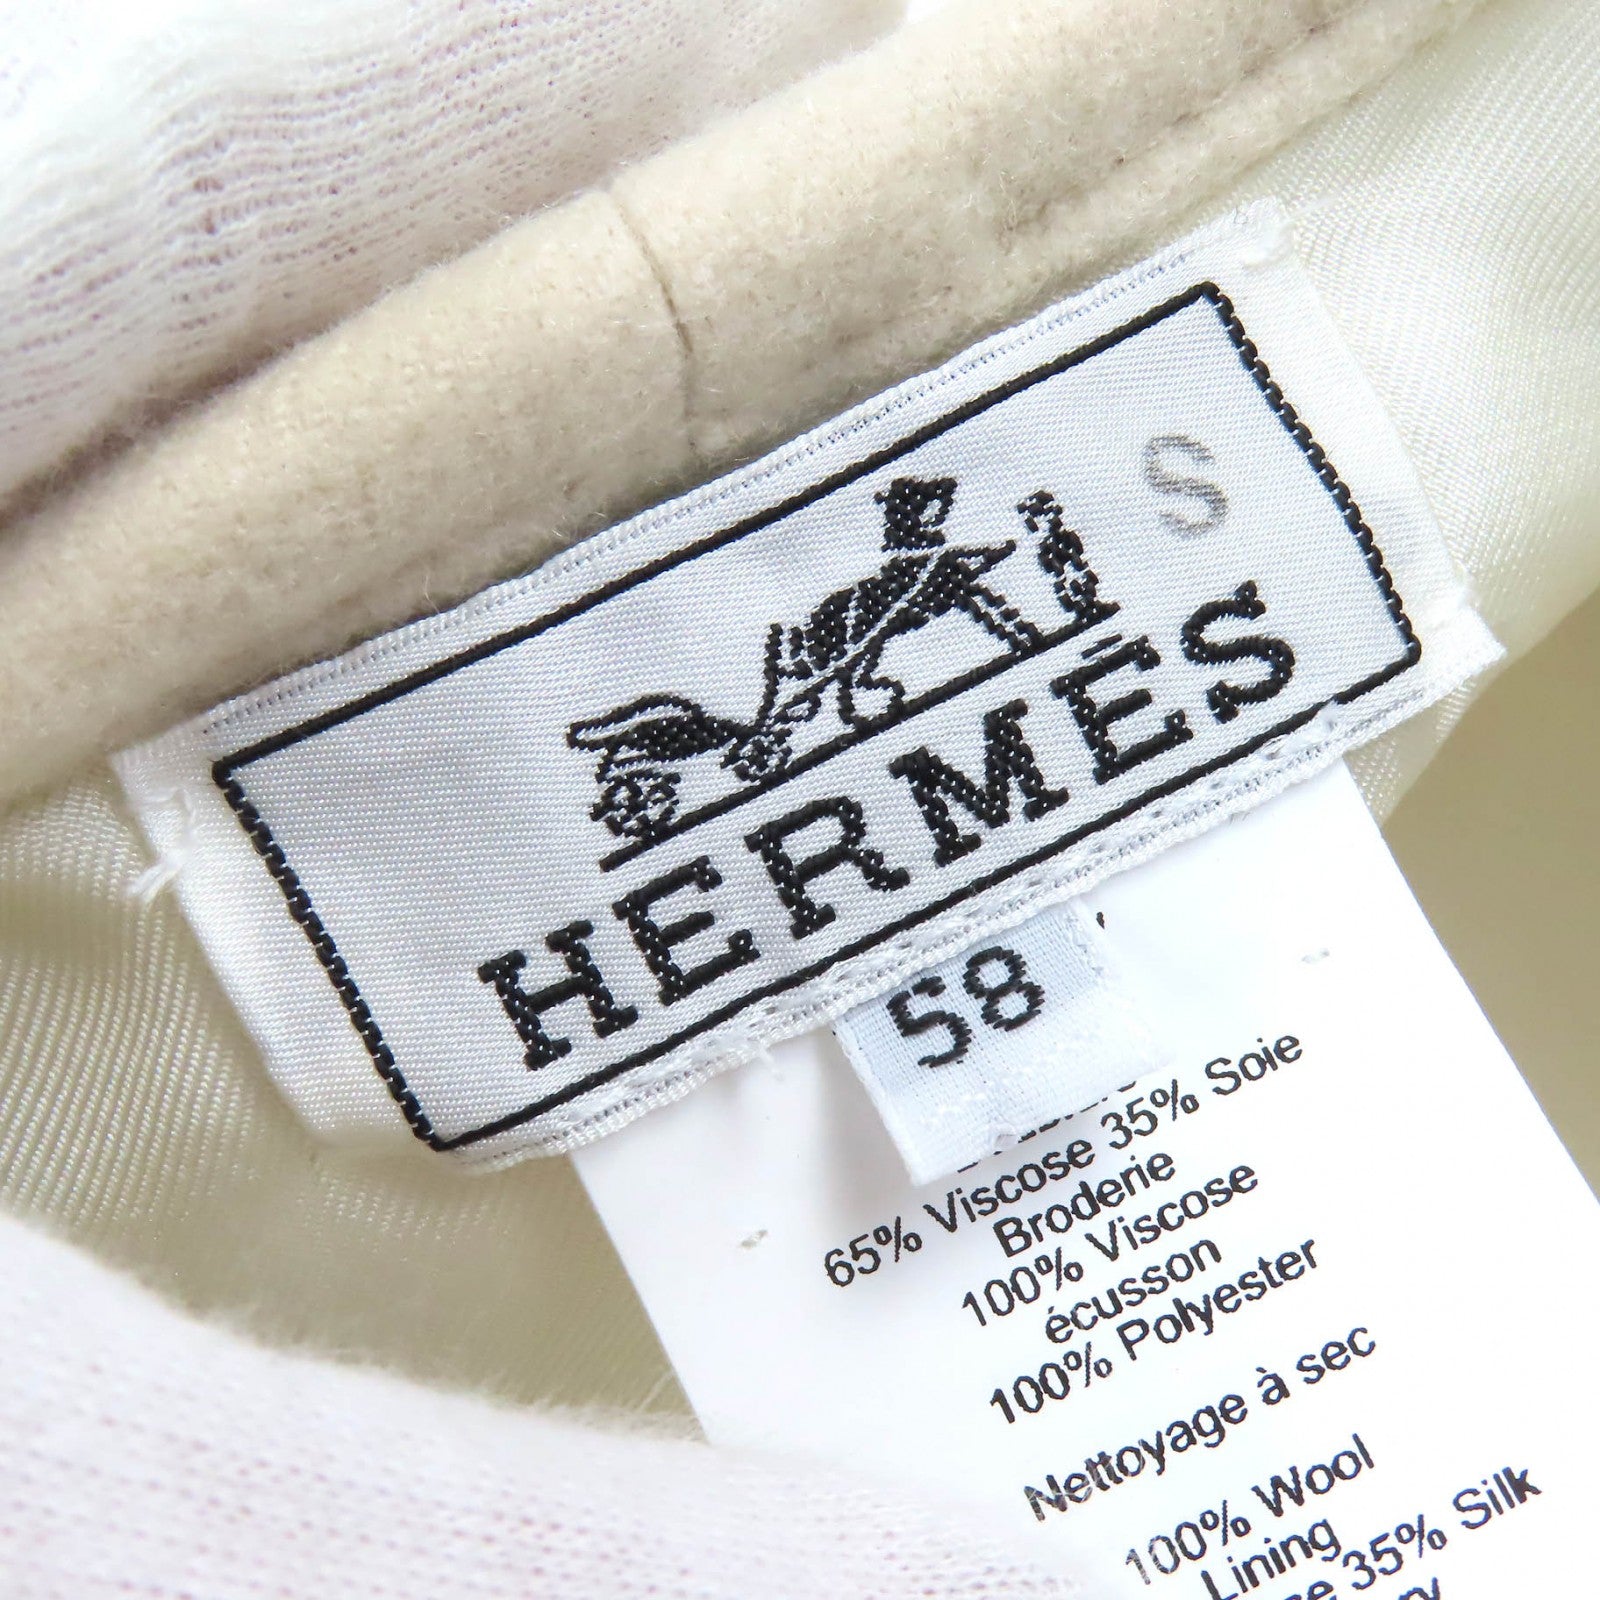 S
HERMÈS
58
65% Viscose 35% Soie
Broderie
100% Viscose
écusson
100% Polyester
Nettoyage à sec
100% Wool
Lining
35% Silk